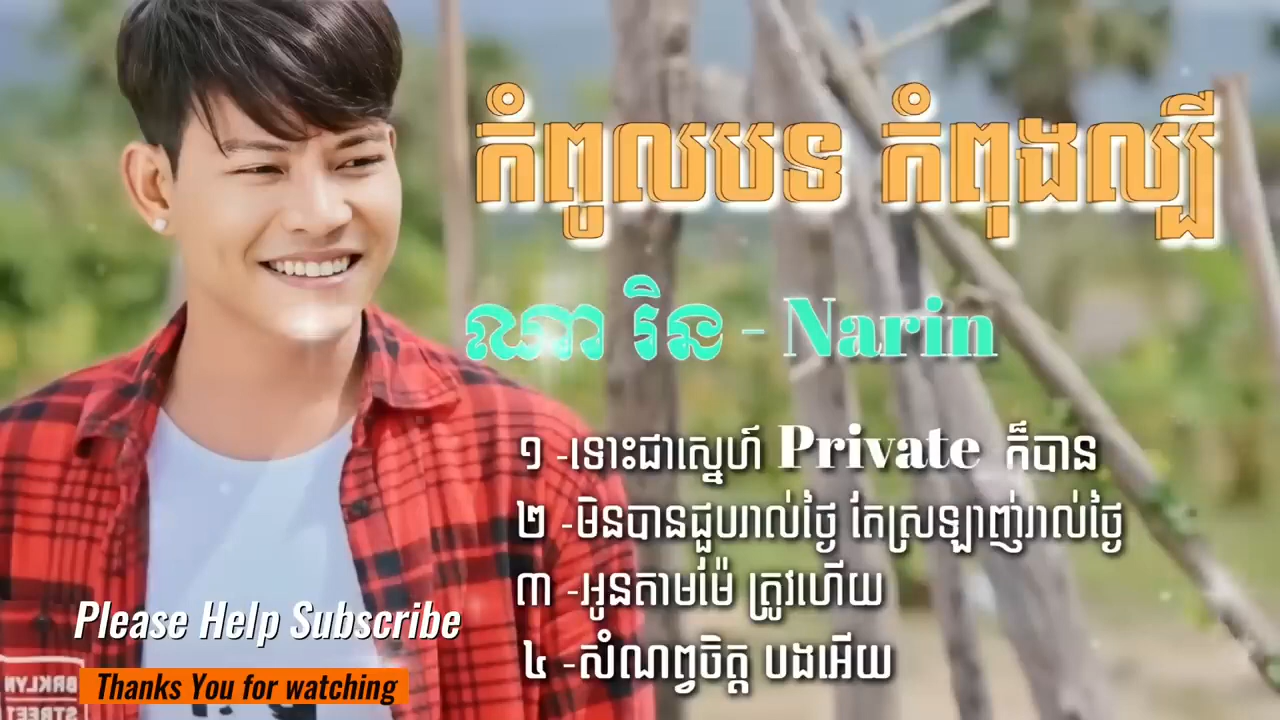 កំពូលបទ កំពុងល្បី
ណា រិន - Narin
១ -ទោះជាស្នេហ៍ Private ក៏បាន
២ -មិនបានជួបរាល់ថ្ងៃ តែស្រឡាញ់រាល់ថ្ងៃ
៣ -អូនតាមម៉ែ ត្រូវហើយ
៤ -សំណព្វចិត្ត បងអើយ
Please Help Subscribe
Thanks You for watching
BRKLYN
STREET